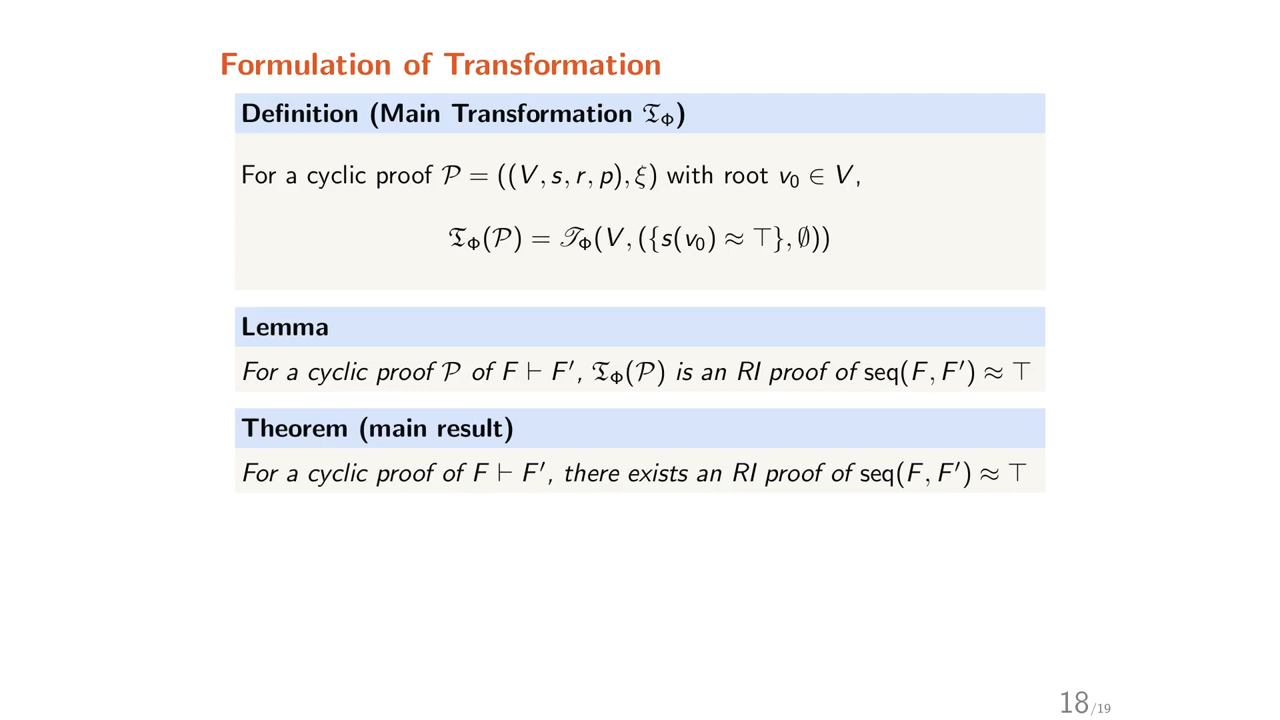 Formulation of Transformation
Definition (Main Transformation 𝔗_Φ)
For a cyclic proof 𝒫 = ((V, s, r, p), ξ) with root v₀ ∈ V,
𝔗_Φ(𝒫) = 𝒯_Φ(V, ({s(v₀) ≈ ⊤}, ∅))
Lemma
For a cyclic proof 𝒫 of F ⊢ F′, 𝔗_Φ(𝒫) is an RI proof of seq(F, F′) ≈ ⊤
Theorem (main result)
For a cyclic proof of F ⊢ F′, there exists an RI proof of seq(F, F′) ≈ ⊤
18/19